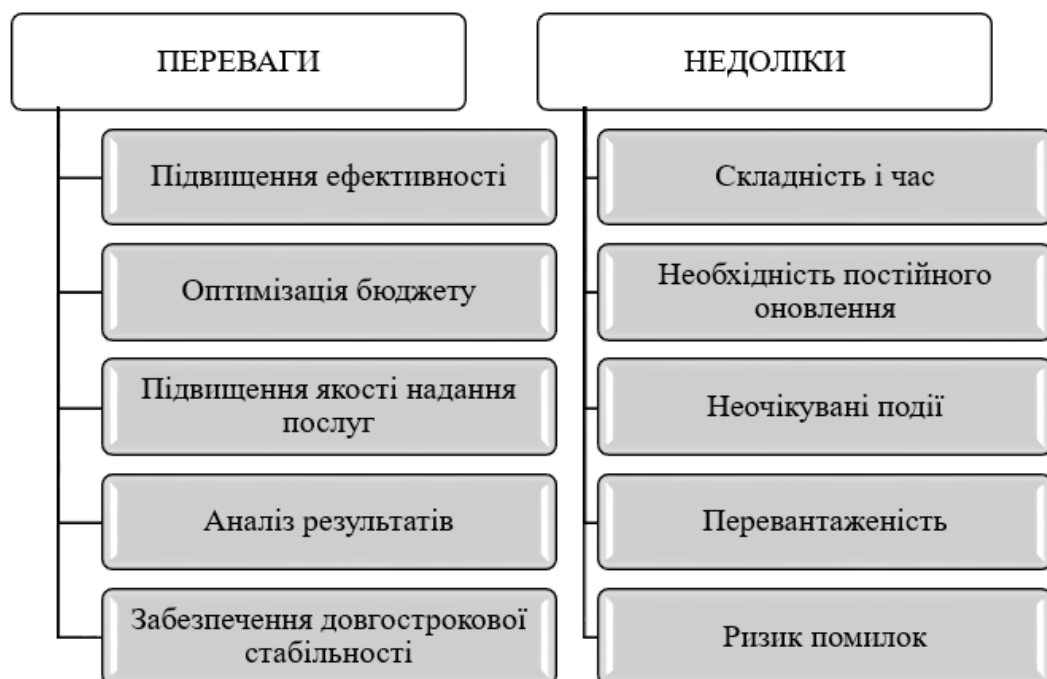 ПЕРЕВАГИ
Підвищення ефективності
Оптимізація бюджету
Підвищення якості надання
послуг
Аналіз результатів
Забезпечення довгострокової
стабільності
НЕДОЛІКИ
Складність і час
Необхідність постійного
оновлення
Неочікувані події
Перевантаженість
Ризик помилок